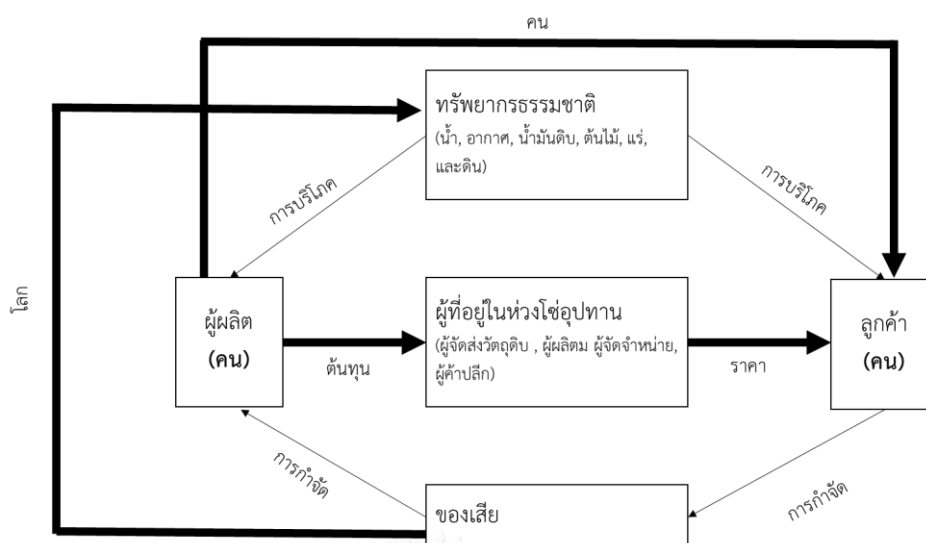 คน
ทรัพยากรธรรมชาติ
(น้ำ, อากาศ, น้ำมันดิบ, ต้นไม้, แร่,
และดิน)
การบริโภค
การบริโภค
โลก
ผู้ผลิต
(คน)
ต้นทุน
ผู้ที่อยู่ในห่วงโซ่อุปทาน
(ผู้จัดส่งวัตถุดิบ , ผู้ผลิตม ผู้จัดจำหน่าย,
ผู้ค้าปลีก)
ราคา
ลูกค้า
(คน)
การกำจัด
การกำจัด
ของเสีย